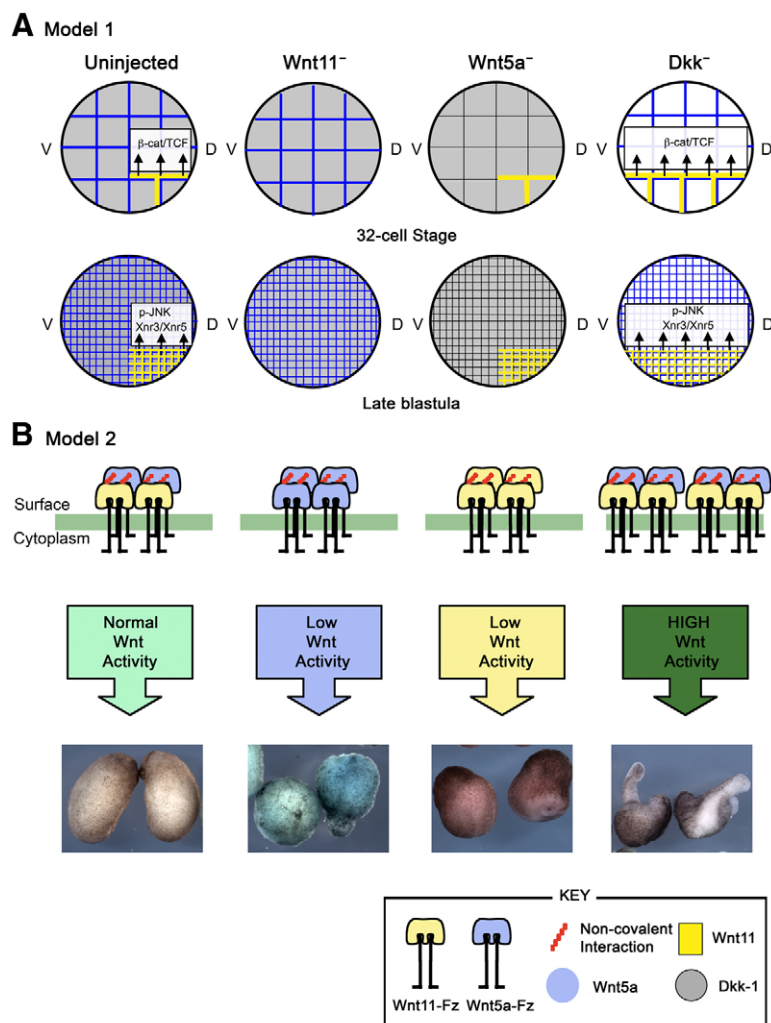 A Model 1
Uninjected Wnt11⁻ Wnt5a⁻ Dkk⁻
β-cat/TCF β-cat/TCF
V D V D
32-cell Stage
p-JNK p-JNK
Xnr3/Xnr5 Xnr3/Xnr5
V D V D
Late blastula
B Model 2
Surface
Cytoplasm
Normal Low Low HIGH
Wnt Wnt Wnt Wnt
Activity Activity Activity Activity
KEY
Non-covalent
Interaction
Wnt11
Wnt5a
Dkk-1
Wnt11-Fz Wnt5a-Fz